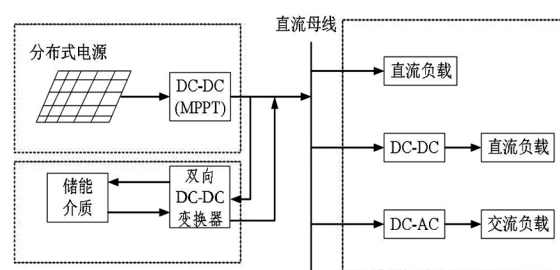 直流母线
分布式电源
DC-DC
(MPPT)
直流负载
储能
介质
双向
DC-DC
变换器
DC-DC
直流负载
DC-AC
交流负载